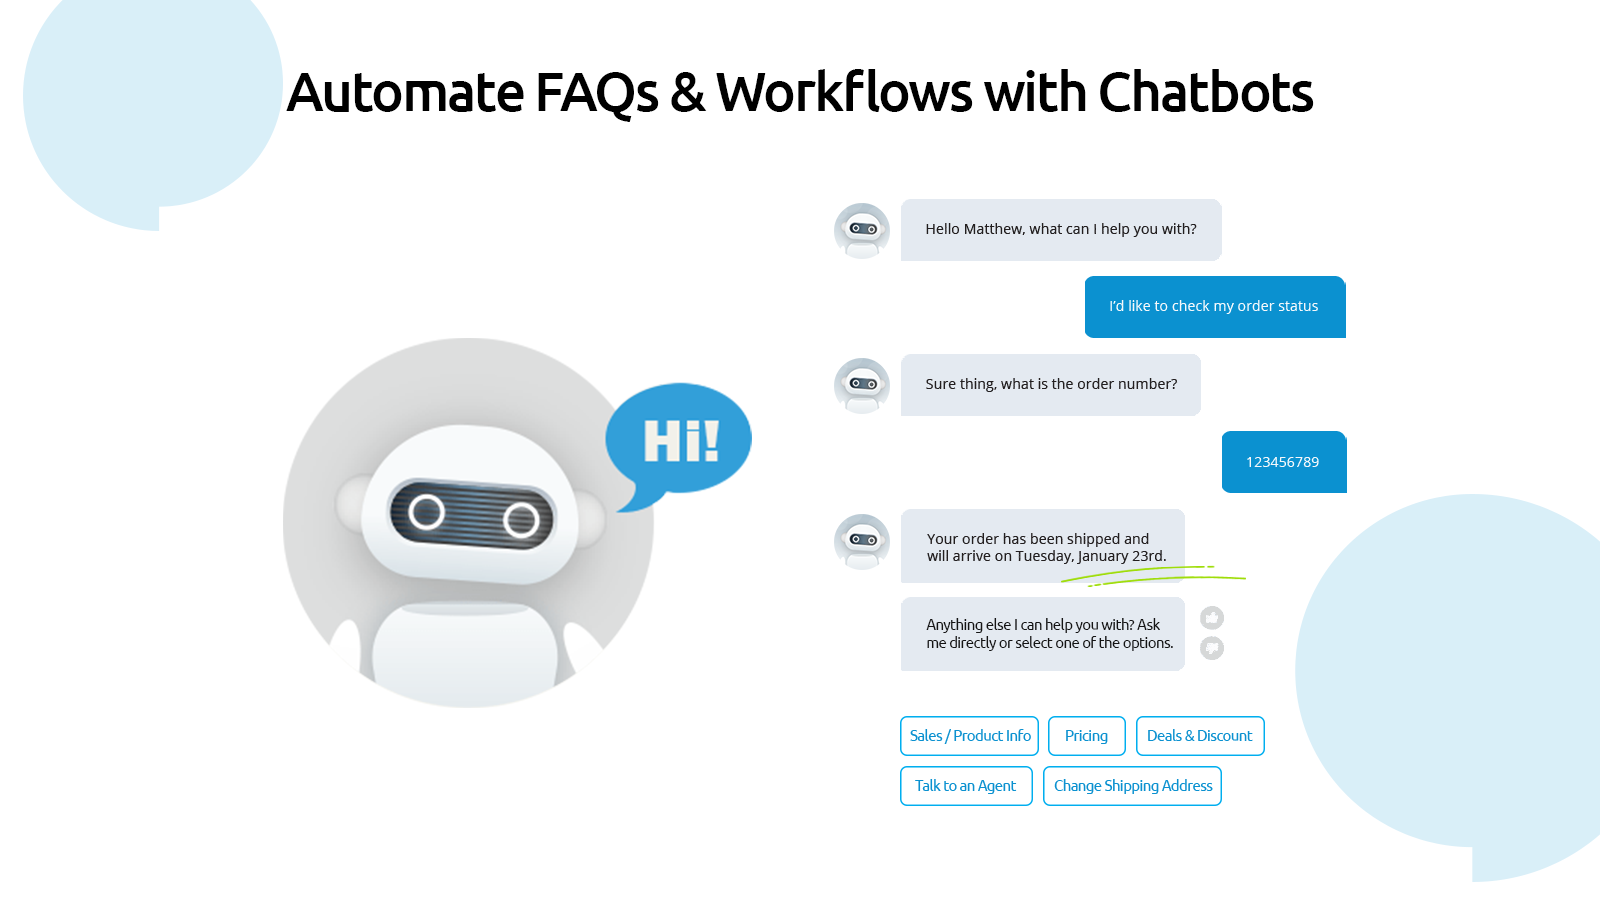 Automate FAQs & Workflows with Chatbots
Hi!
Hello Matthew, what can I help you with?
I'd like to check my order status
Sure thing, what is the order number?
123456789
Your order has been shipped and
will arrive on Tuesday, January 23rd.
Anything else I can help you with? Ask
me directly or select one of the options.
Sales / Product Info
Pricing
Deals & Discount
Talk to an Agent
Change Shipping Address